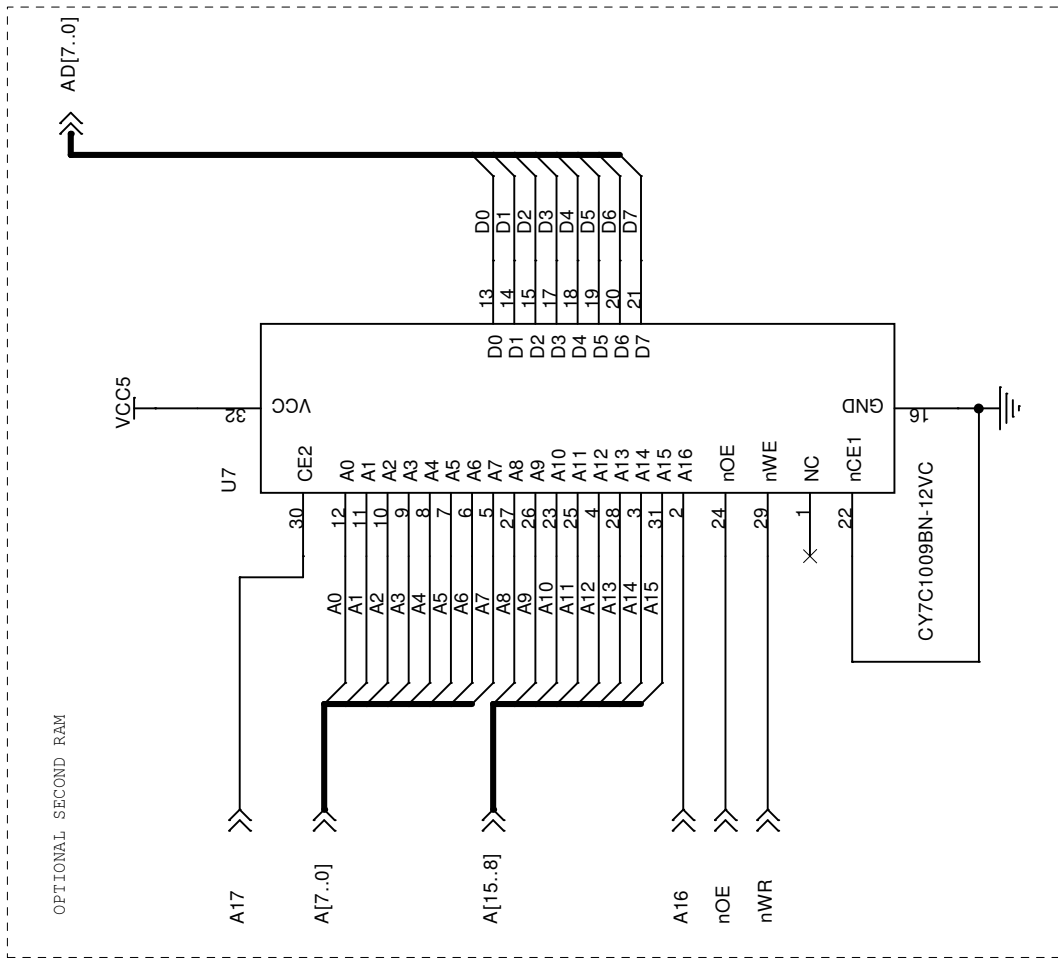 OPTIONAL SECOND RAM
AD[7..0]
VCC5
U7
A17
32
VCC
30 CE2
A[7..0]
A0 12 A0
A1 11 A1
A2 10 A2
A3 9 A3
A4 8 A4
A5 7 A5
A6 6 A6
A[15..8]
A7 5 A7 D0 13 D0
A8 27 A8 D1 14 D1
A9 26 A9 D2 15 D2
A10 23 A10 D3 17 D3
A11 25 A11 D4 18 D4
A12 4 A12 D5 19 D5
A13 28 A13 D6 20 D6
A14 3 A14 D7 21 D7
A15 31 A15
A16 2 A16
nOE 24 nOE
nWR 29 nWE
1 NC
22 nCE1
GND
16
CY7C1009BN-12VC